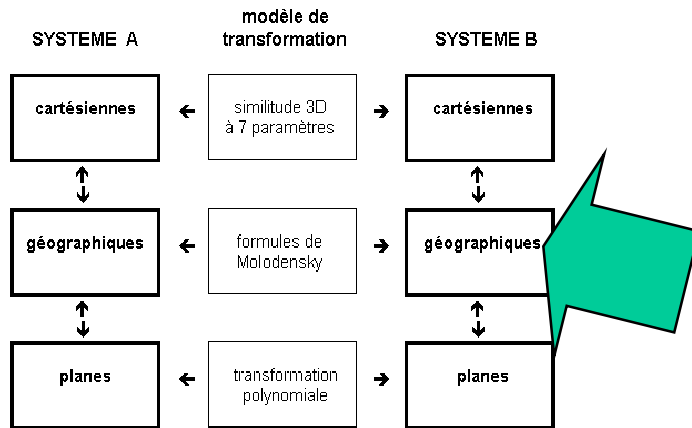 modèle de
SYSTEME A transformation SYSTEME B
cartésiennes similitude 3D cartésiennes
à 7 paramètres
géographiques formules de géographiques
Molodensky
planes transformation planes
polynomiale